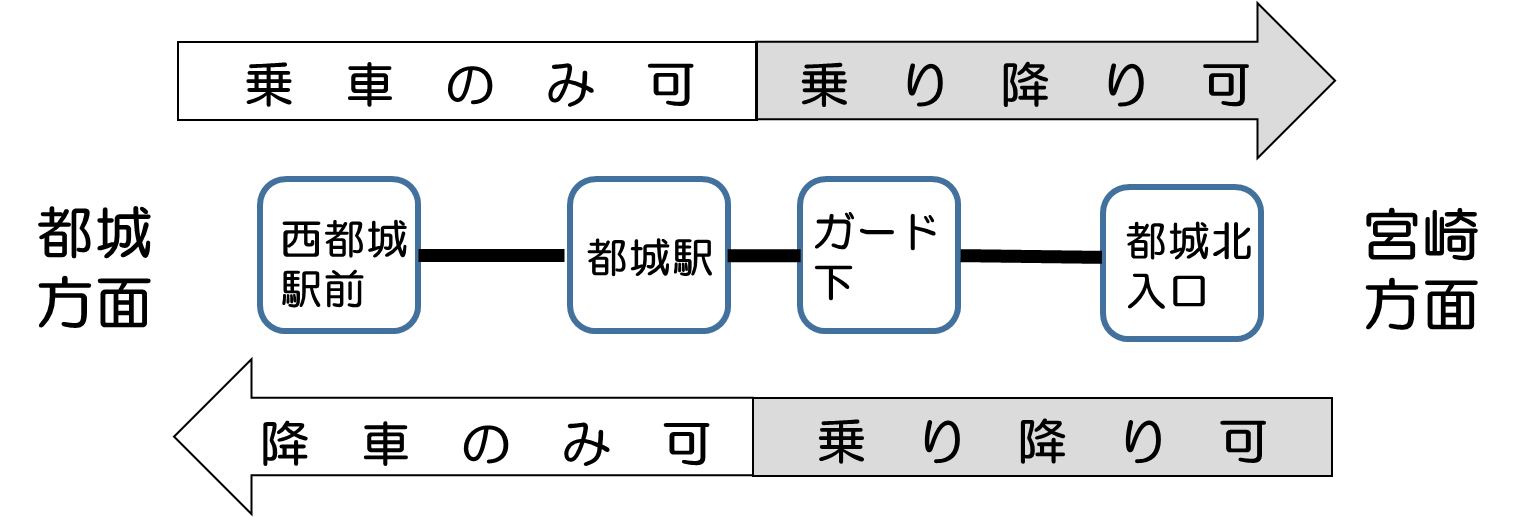 乗車のみ可
乗り降り可
都城
方面
西都城
駅前
都城駅
ガード
下
都城北
入口
宮崎
方面
降車のみ可
乗り降り可